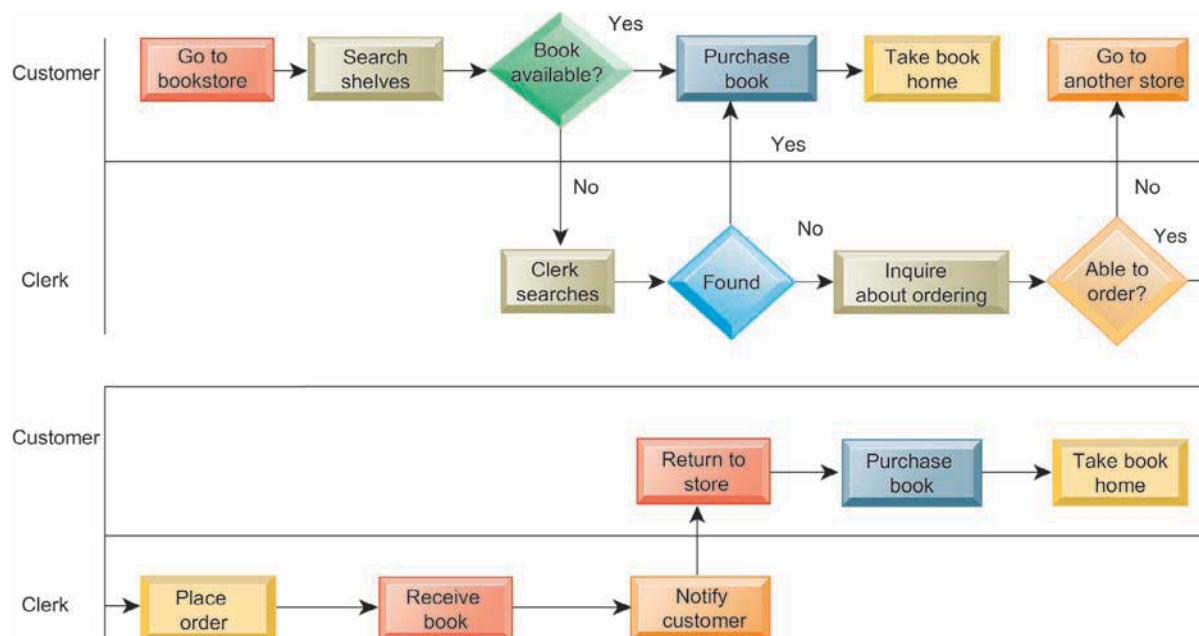 Customer
Go to
bookstore
Search
shelves
Book
available?
Yes
Purchase
book
Take book
home
Go to
another store
No
Yes
No
Clerk
Clerk
searches
Found
No
Inquire
about ordering
Able to
order?
Yes
Customer
Return to
store
Purchase
book
Take book
home
Clerk
Place
order
Receive
book
Notify
customer